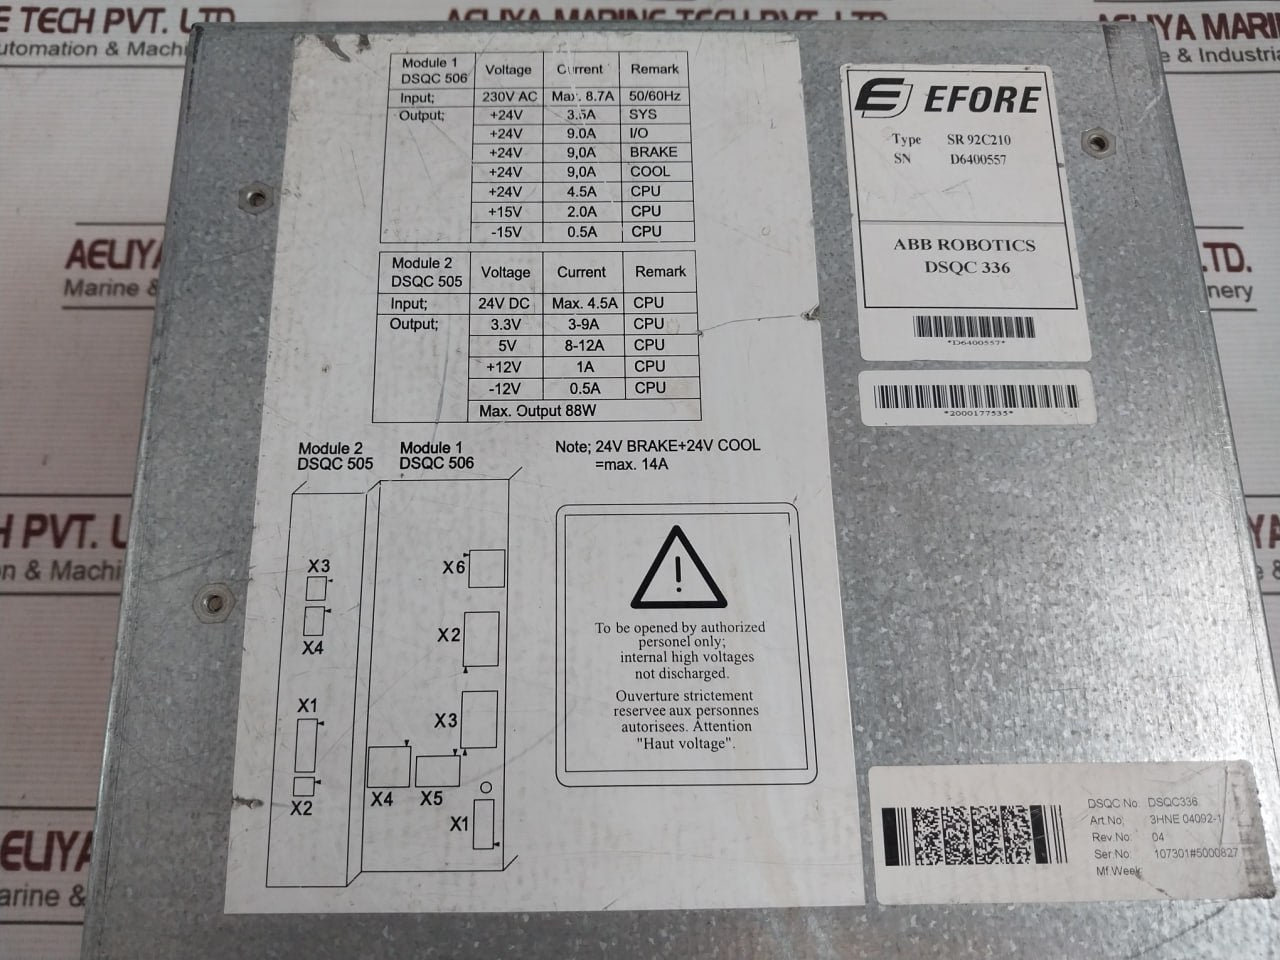 E TECH PVT. LTD.
Automation & Machi
AELIYA MARINE TECH PVT. LTD.
AELIYA MARIN
e & Industria
AELIYA
Marine &
LTD.
nery
H PVT. L
n & Machi
ELIYA
arine &
Module 1 DSQC 506 Voltage Current Remark
Input; 230V AC Max. 8.7A 50/60Hz
Output; +24V 3.5A SYS
+24V 9.0A I/O
+24V 9,0A BRAKE
+24V 9,0A COOL
+24V 4.5A CPU
+15V 2.0A CPU
-15V 0.5A CPU
Module 2 DSQC 505 Voltage Current Remark
Input; 24V DC Max. 4.5A CPU
Output; 3.3V 3-9A CPU
5V 8-12A CPU
+12V 1A CPU
-12V 0.5A CPU
Max. Output 88W
Module 2
DSQC 505
Module 1
DSQC 506
Note; 24V BRAKE+24V COOL
=max. 14A
X3
X4
X1
X2
X6
X2
X3
X4
X5
X1
!
To be opened by authorized
personel only;
internal high voltages
not discharged.
Ouverture strictement
reservee aux personnes
autorisees. Attention
"Haut voltage".
EFORE
Type SR 92C210
SN D6400557
ABB ROBOTICS
DSQC 336
*D6400557*
*2000177535*
DSQC No: DSQC336
Art No: 3HNE 04092-1
Rev.No: 04
Ser.No: 107301#5000827
Mf.Week: